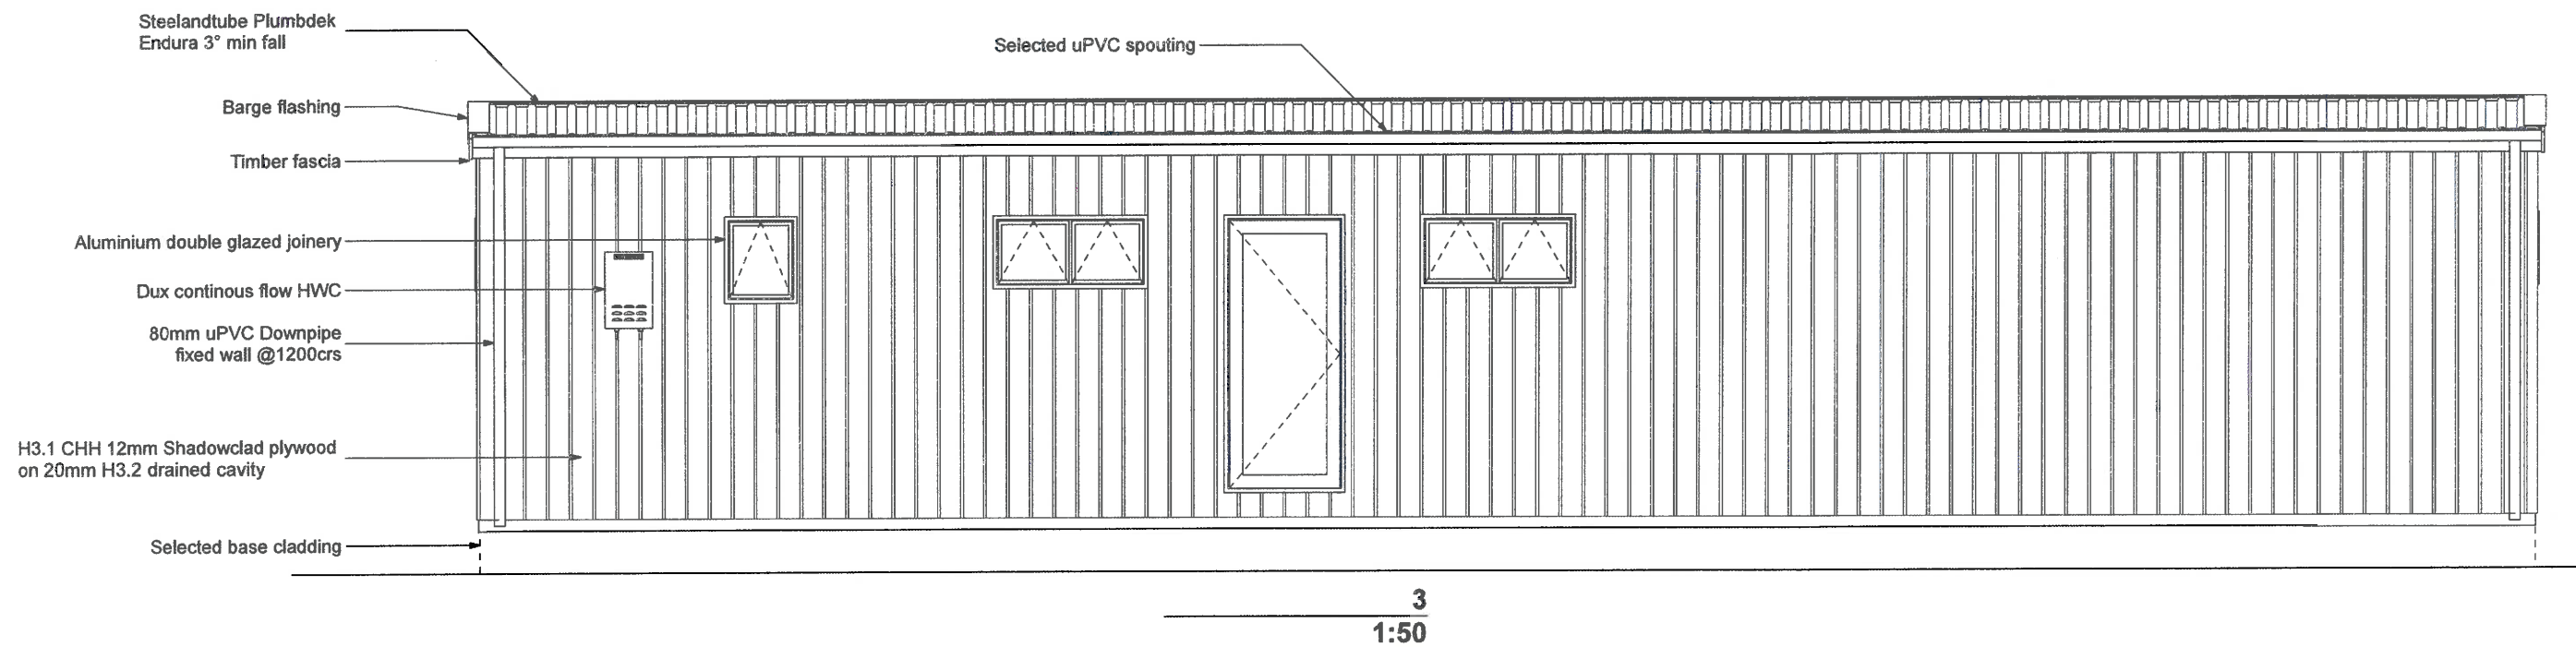 Steelandtube Plumbdek
Endura 3° min fall
Selected uPVC spouting
Barge flashing
Timber fascia
Aluminium double glazed joinery
Dux continous flow HWC
80mm uPVC Downpipe
fixed wall @1200crs
H3.1 CHH 12mm Shadowclad plywood
on 20mm H3.2 drained cavity
Selected base cladding
3
1:50